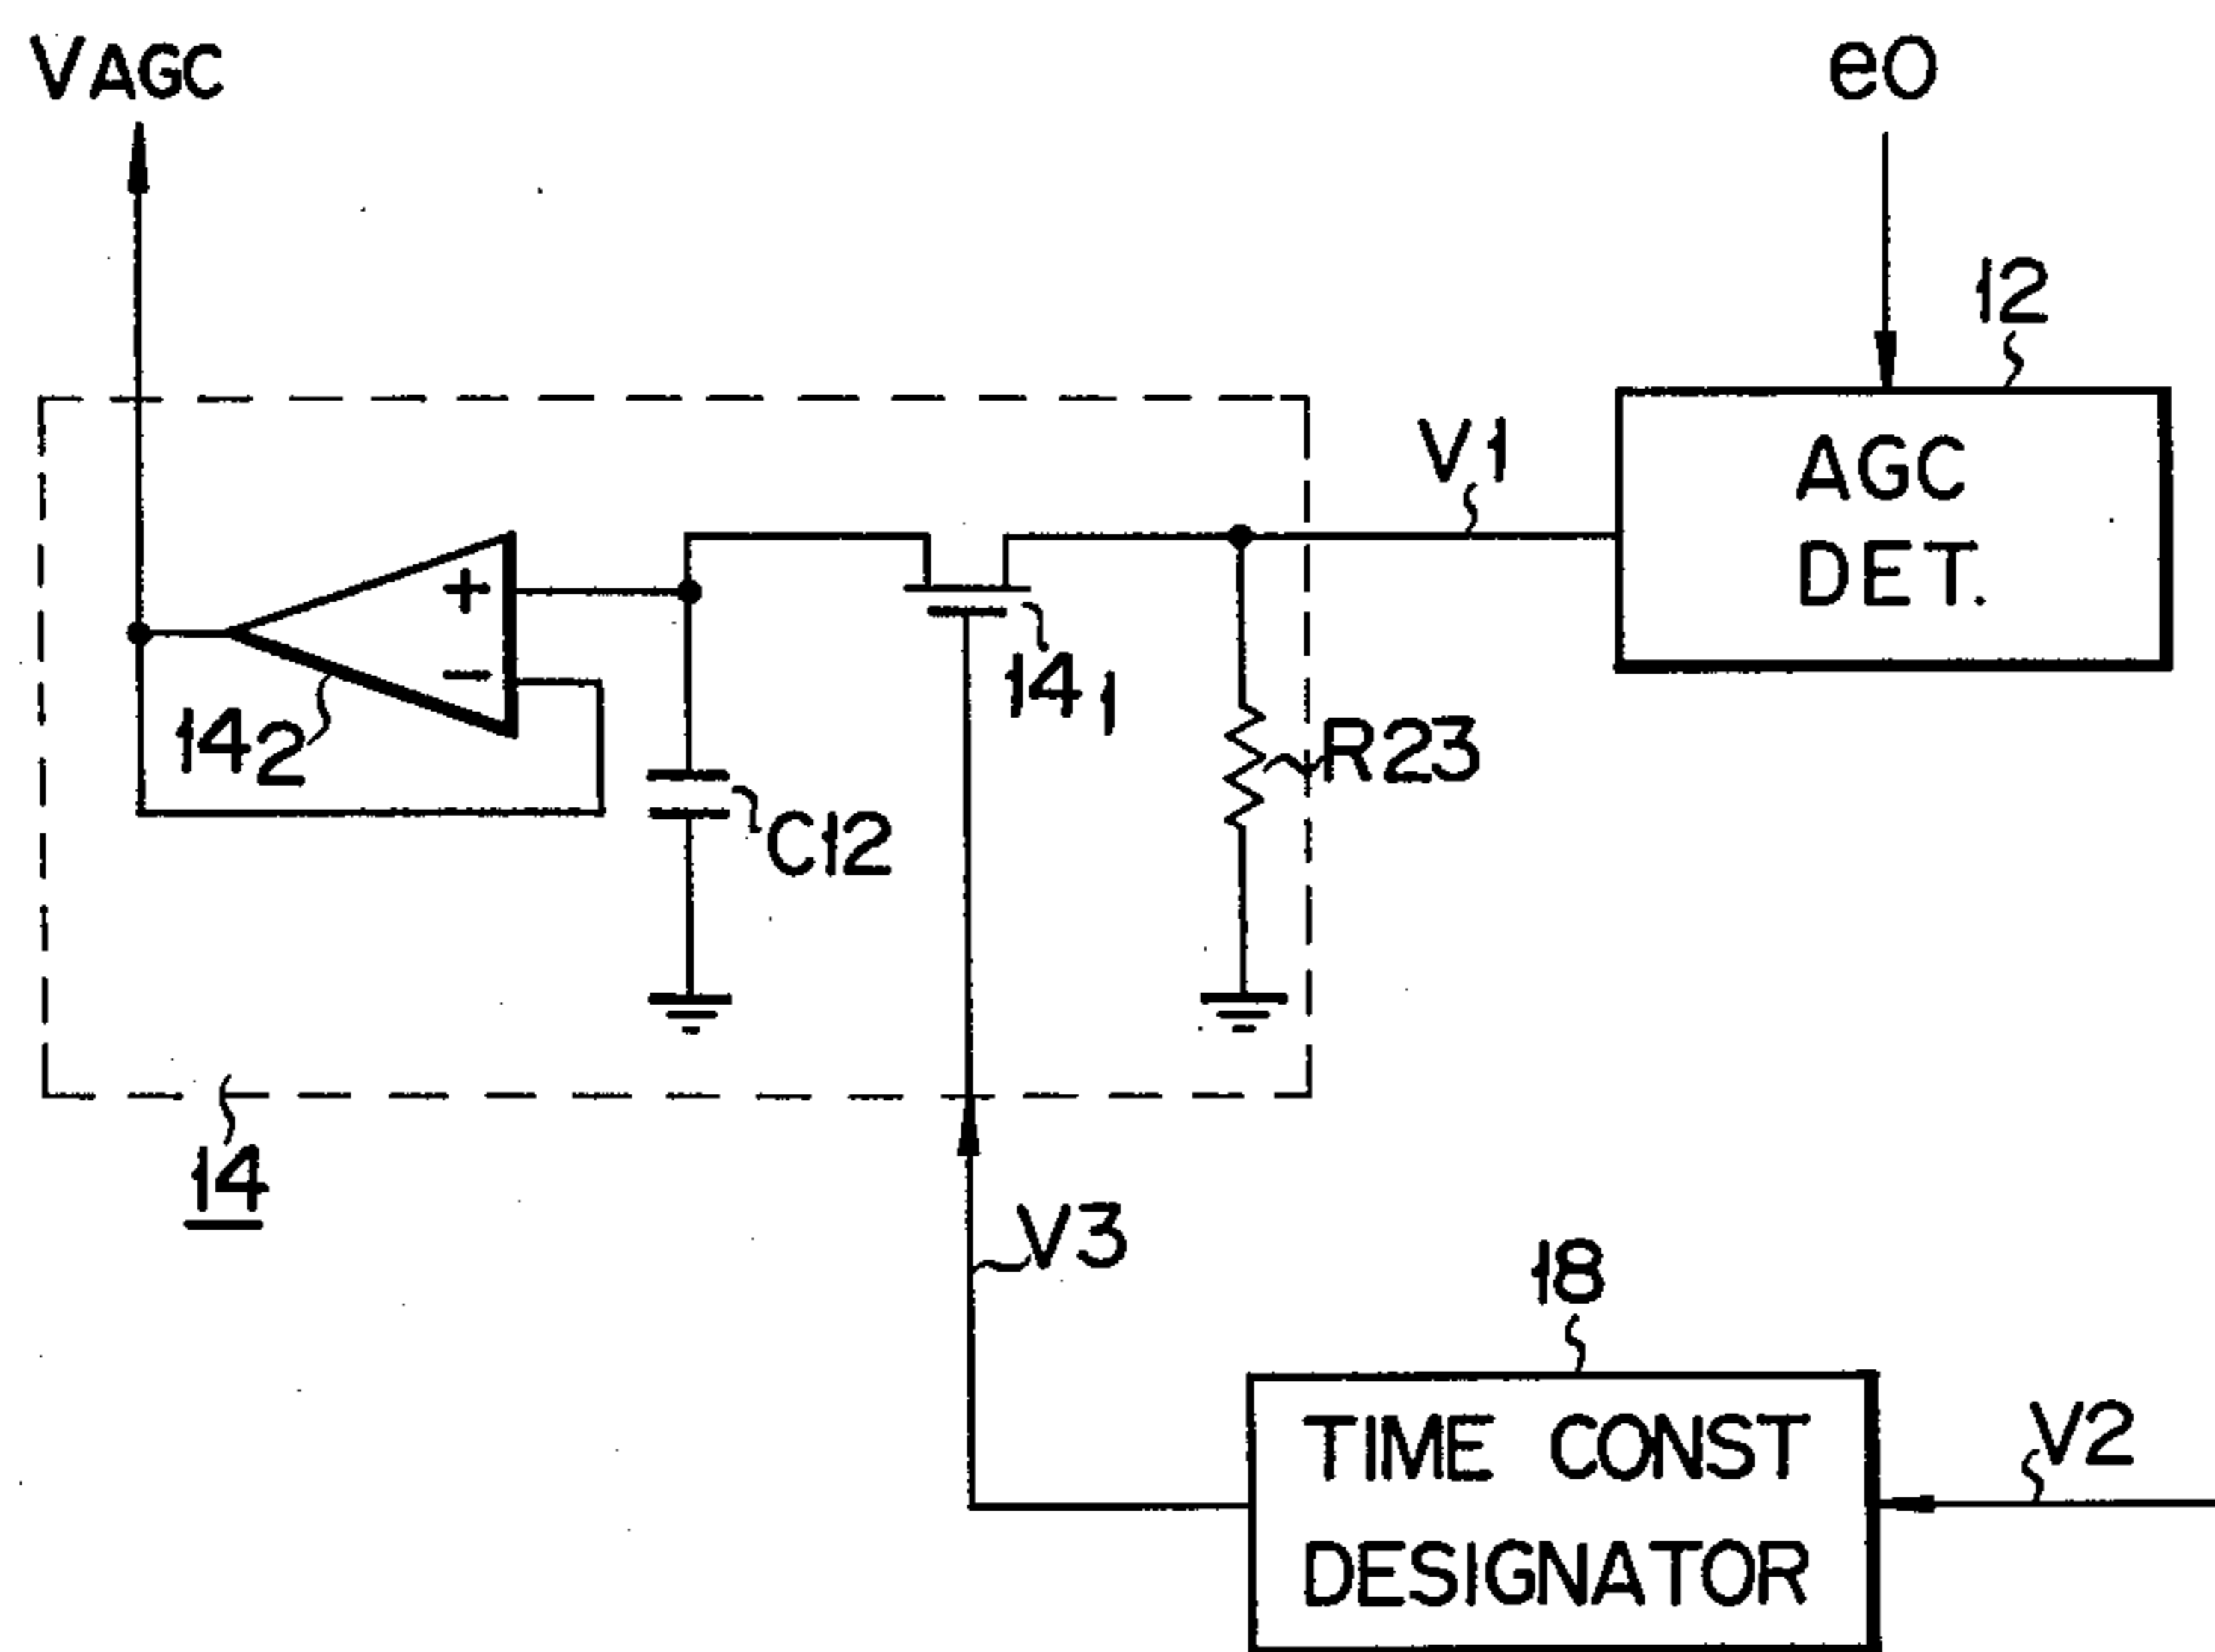 VAGC
eO
12
V1
AGC
DET.
+
−
141
142
R23
C12
14
V3
18
TIME CONST
DESIGNATOR
V2